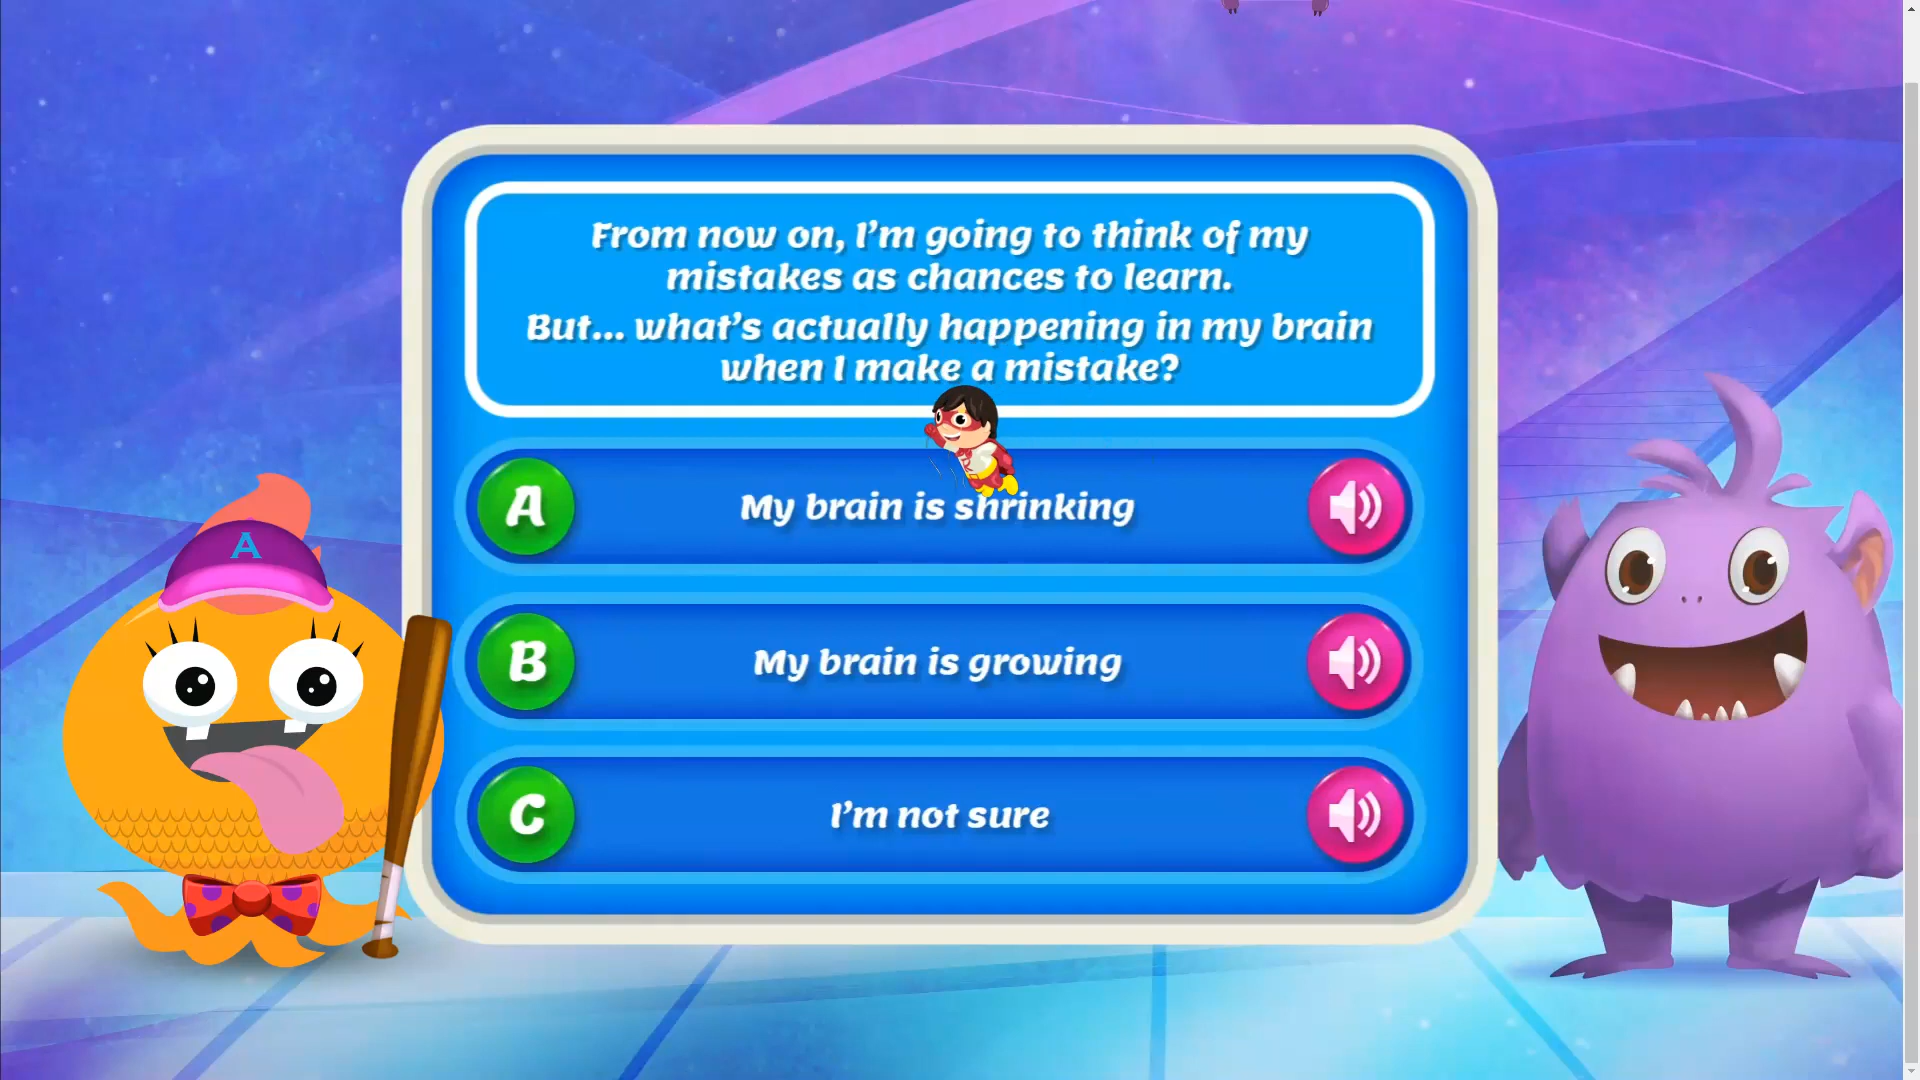 From now on, I'm going to think of my
mistakes as chances to learn.
But... what's actually happening in my brain
when I make a mistake?
A My brain is shrinking
B My brain is growing
C I'm not sure
A